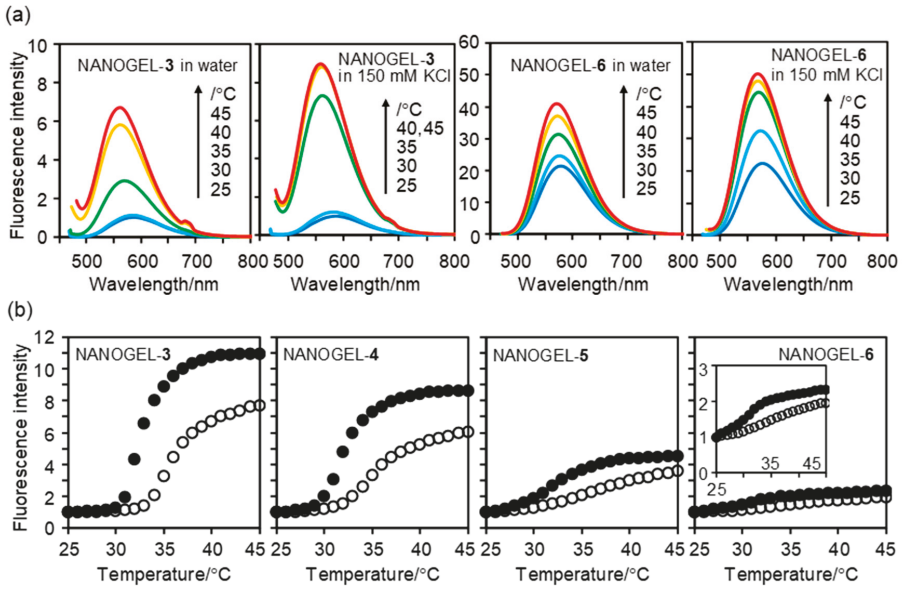 (a)
Fluorescence intensity
10
8
6
4
2
0
NANOGEL-3 in water
/°C
45
40
35
30
25
500 600 700 800
Wavelength/nm
NANOGEL-3
in 150 mM KCl
/°C
40,45
35
30
25
500 600 700 800
Wavelength/nm
60
50
40
30
20
10
0
NANOGEL-6 in water
/°C
45
40
35
30
25
500 600 700 800
Wavelength/nm
NANOGEL-6
in 150 mM KCl
/°C
45
40
35
30
25
500 600 700 800
Wavelength/nm
(b)
Fluorescence intensity
12
10
8
6
4
2
0
NANOGEL-3
25 30 35 40 45
Temperature/°C
NANOGEL-4
25 30 35 40 45
Temperature/°C
NANOGEL-5
25 30 35 40 45
Temperature/°C
NANOGEL-6
3
2
1
0
25 35 45
25 30 35 40 45
Temperature/°C